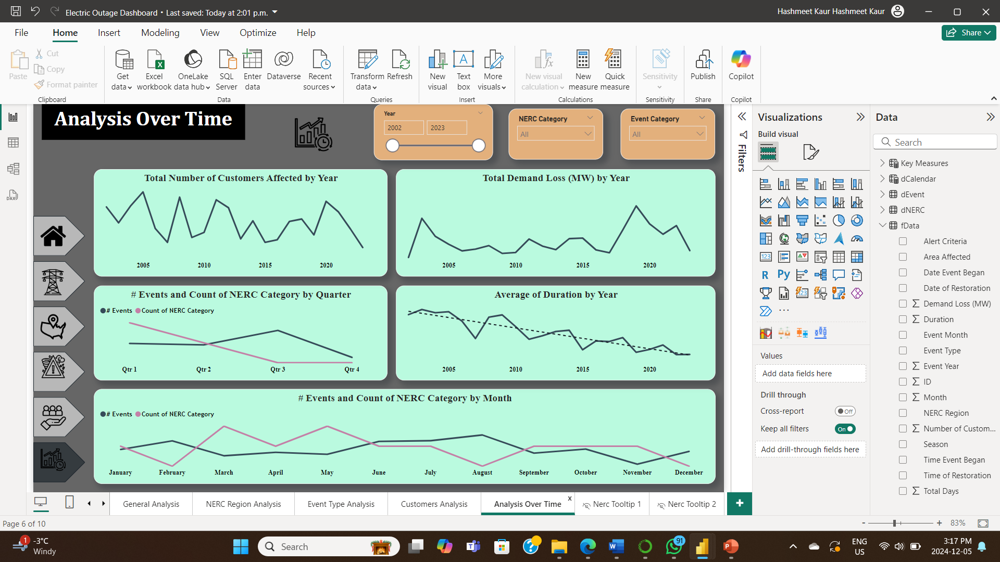 Electric Outage Dashboard • Last saved: Today at 2:01 p.m.
Hashmeet Kaur Hashmeet Kaur
File Home Insert Modeling View Optimize Help
Share
Paste
Cut
Copy
Format painter
Clipboard
Get data
Excel workbook
OneLake data hub
SQL Server
Enter data
Dataverse
Recent sources
Data
Transform data
Refresh
Queries
New visual
Text box
More visuals
Insert
New visual calculation
New measure
Quick measure
Calculations
Sensitivity
Sensitivity
Publish
Share
Copilot
Copilot
DAX
Analysis Over Time
Year
2002 2023
NERC Category
All
Event Category
All
Total Number of Customers Affected by Year
2005 2010 2015 2020
Total Demand Loss (MW) by Year
2005 2010 2015 2020
# Events and Count of NERC Category by Quarter
# Events Count of NERC Category
Qtr 1 Qtr 2 Qtr 3 Qtr 4
Average of Duration by Year
2005 2010 2015 2020
# Events and Count of NERC Category by Month
# Events Count of NERC Category
January February March April May June July August September October November December
Filters
Visualizations
Build visual
123
R Py
123
...
Values
Add data fields here
Drill through
Cross-report
Off
Keep all filters
On
Add drill-through fields here
Data
Search
Key Measures
dCalendar
dEvent
dNERC
fData
Alert Criteria
Area Affected
Date Event Began
Date of Restoration
Demand Loss (MW)
Duration
Event Month
Event Type
Event Year
ID
Month
NERC Region
Number of Custom...
Season
Time Event Began
Time of Restoration
Total Days
General Analysis
NERC Region Analysis
Event Type Analysis
Customers Analysis
Analysis Over Time
x
Nerc Tooltip 1
Nerc Tooltip 2
+
Page 6 of 10
- + 83%
1
-3°C
Windy
Search
91
ENG
US
3:17 PM
2024-12-05